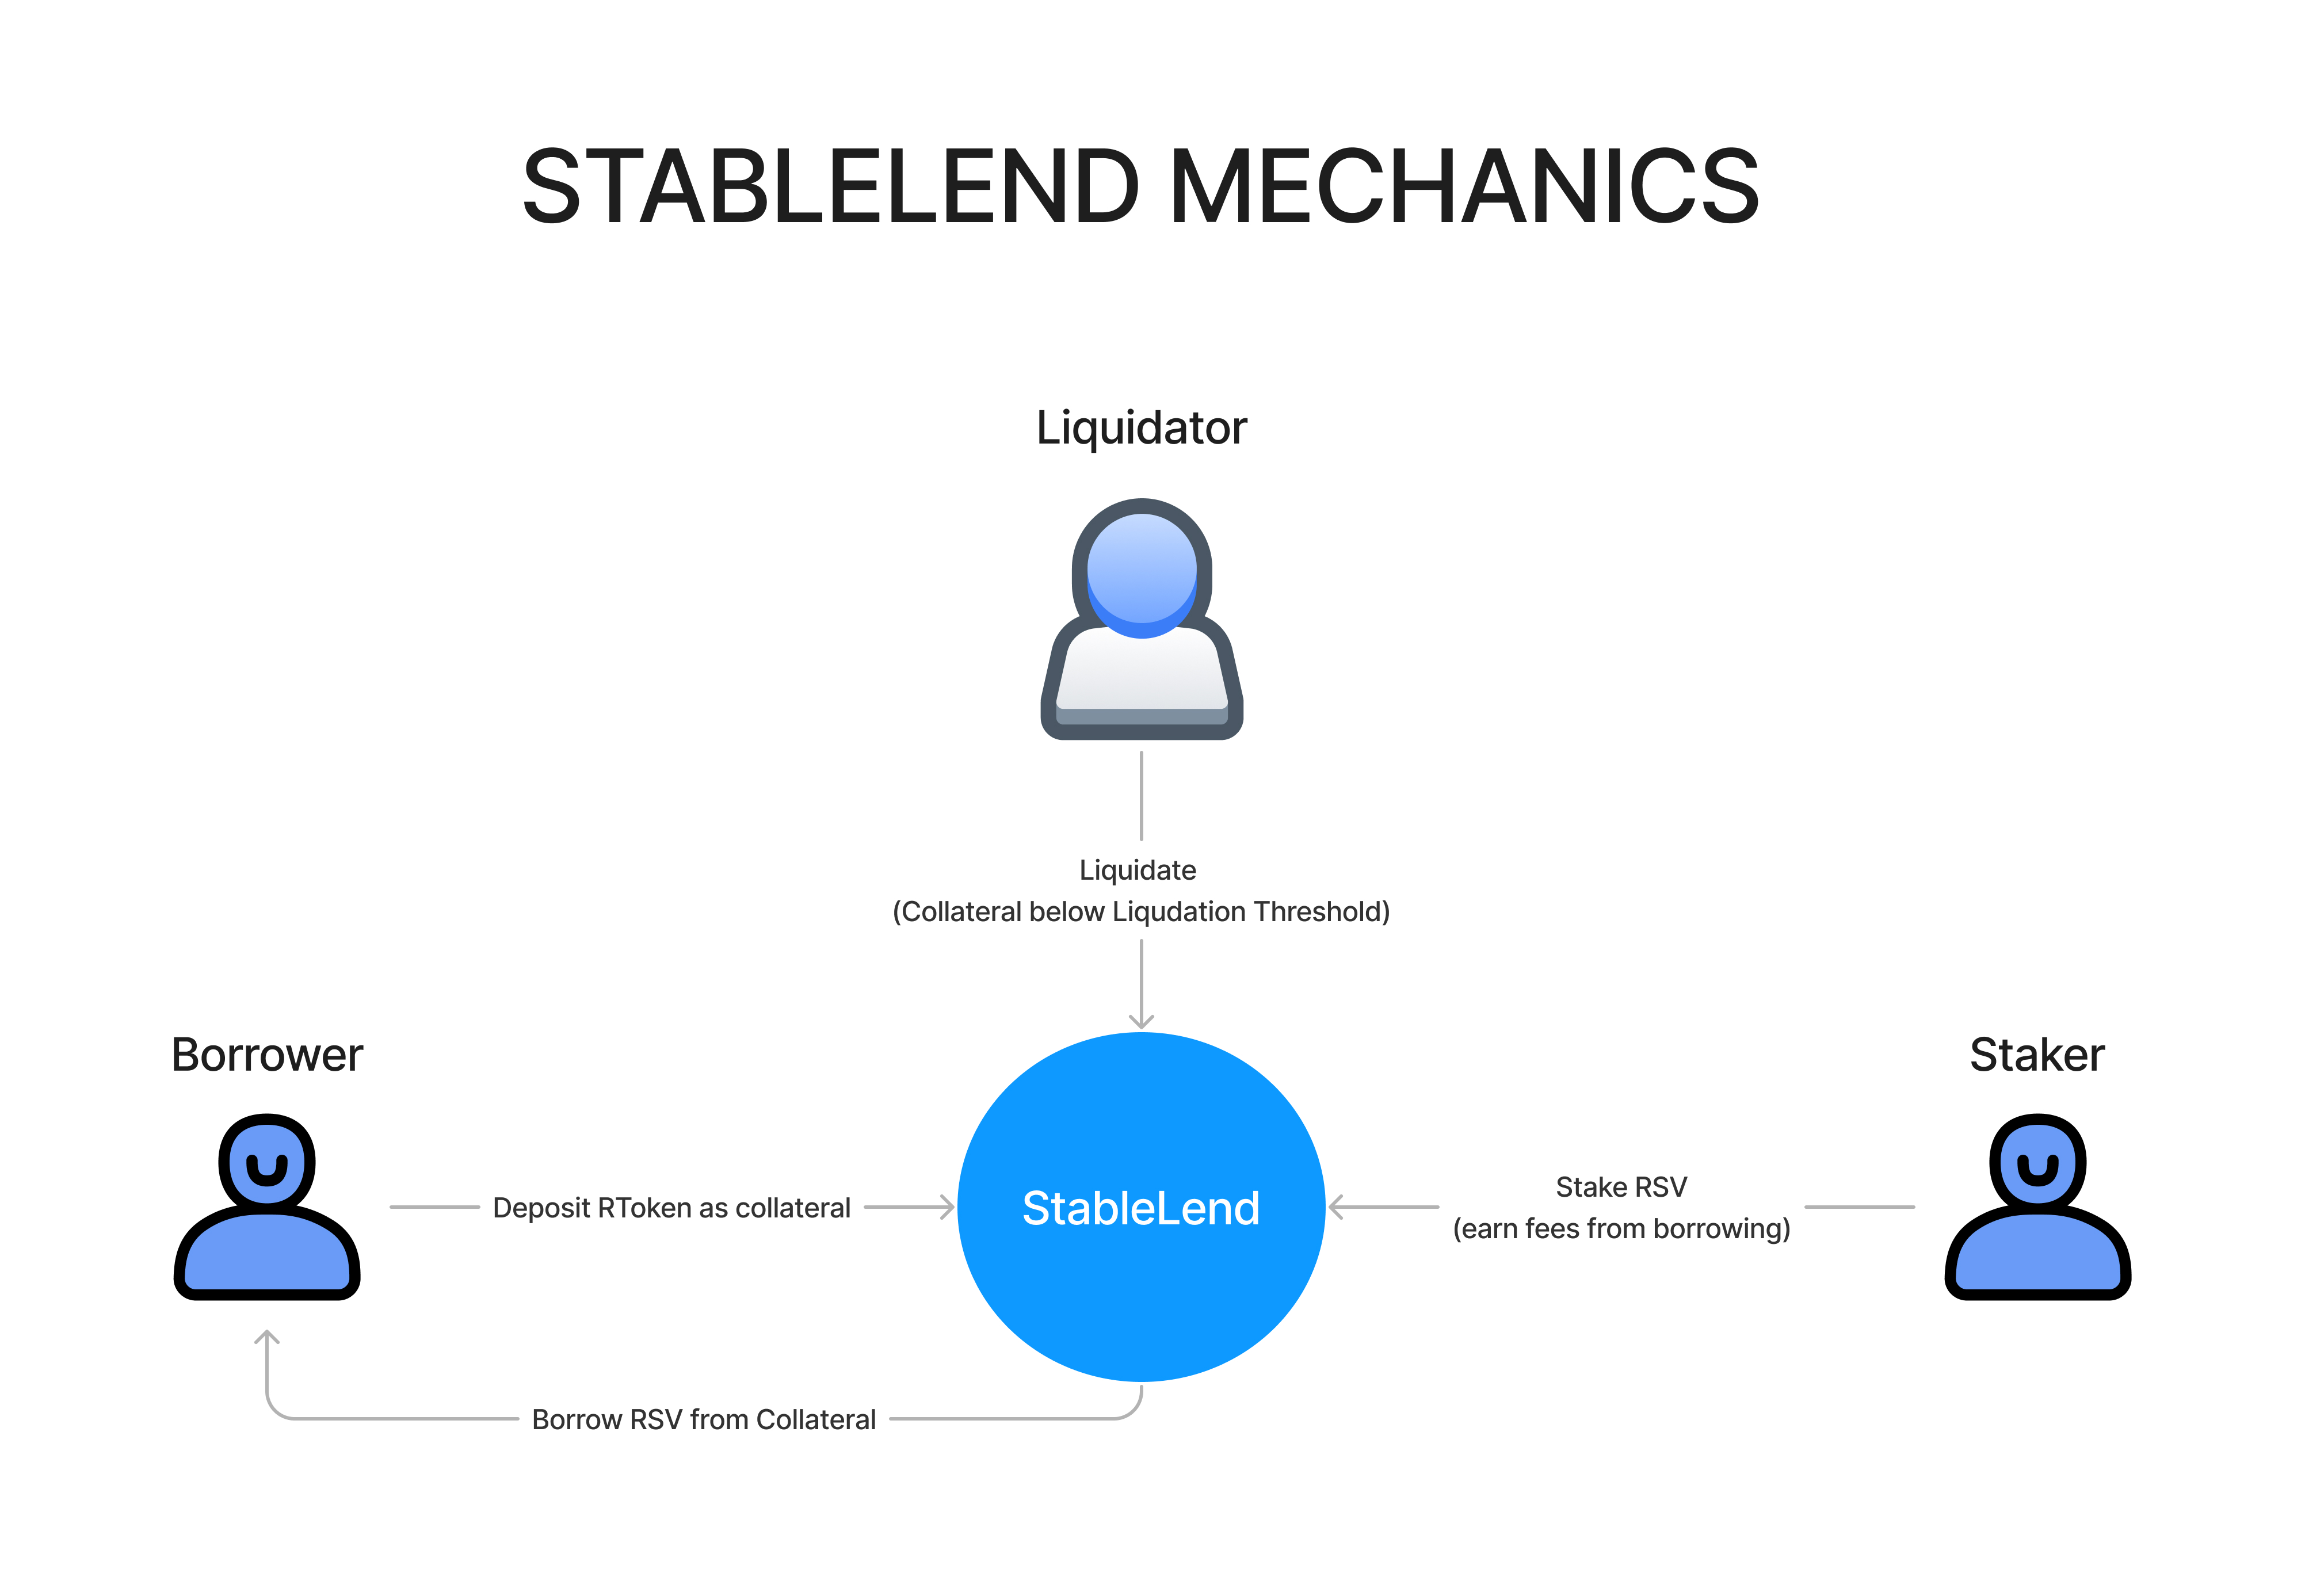 STABLELEND MECHANICS
Liquidator
Liquidate
(Collateral below Liqudation Threshold)
Borrower
Staker
Deposit RToken as collateral
StableLend
Stake RSV
(earn fees from borrowing)
Borrow RSV from Collateral